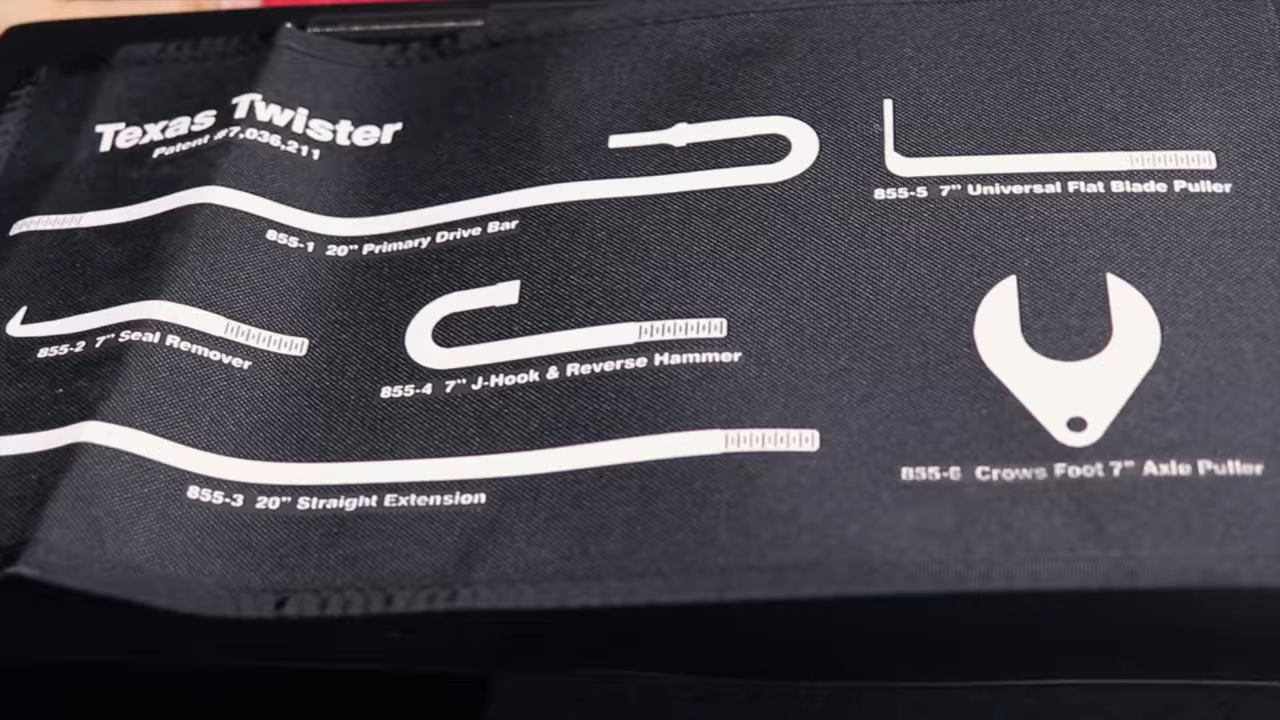 Texas Twister
Patent #7,036,211
855-1 20" Primary Drive Bar
855-5 7" Universal Flat Blade Puller
855-2 7" Seal Remover
855-4 7" J-Hook & Reverse Hammer
855-3 20" Straight Extension
855-6 Crows Foot 7" Axle Puller